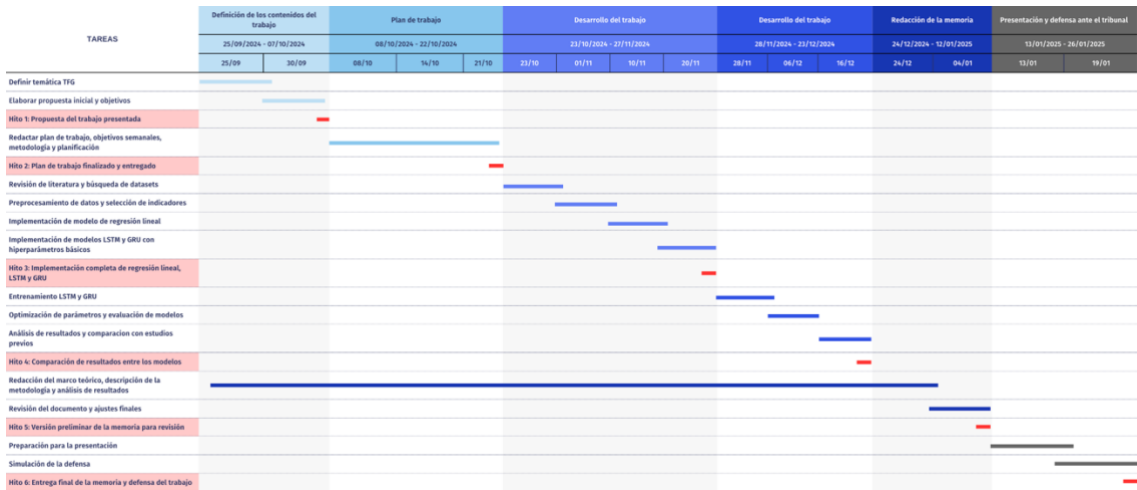 Definición de los contenidos del
trabajo
Plan de trabajo
Desarrollo del trabajo
Desarrollo del trabajo
Redacción de la memoria
Presentación y defensa ante el tribunal
TAREAS
25/09/2024 - 07/10/2024
08/10/2024 - 22/10/2024
23/10/2024 - 27/11/2024
28/11/2024 - 23/12/2024
24/12/2024 - 12/01/2025
13/01/2025 - 26/01/2025
25/09 30/09 08/10 14/10 21/10 23/10 01/11 10/11 20/11 28/11 06/12 16/12 24/12 04/01 13/01 19/01
Definir temática TFG
Elaborar propuesta inicial y objetivos
Hito 1: Propuesta del trabajo presentada
Redactar plan de trabajo, objetivos semanales,
metodología y planificación
Hito 2: Plan de trabajo finalizado y entregado
Revisión de literatura y búsqueda de datasets
Preprocesamiento de datos y selección de indicadores
Implementación de modelo de regresión lineal
Implementación de modelos LSTM y GRU con
hiperparámetros básicos
Hito 3: Implementación completa de regresión lineal,
LSTM y GRU
Entrenamiento LSTM y GRU
Optimización de parámetros y evaluación de modelos
Análisis de resultados y comparacion con estudios
previos
Hito 4: Comparación de resultados entre los modelos
Redacción del marco teórico, descripción de la
metodología y análisis de resultados
Revisión del documento y ajustes finales
Hito 5: Versión preliminar de la memoria para revisión
Preparación para la presentación
Simulación de la defensa
Hito 6: Entrega final de la memoria y defensa del trabajo